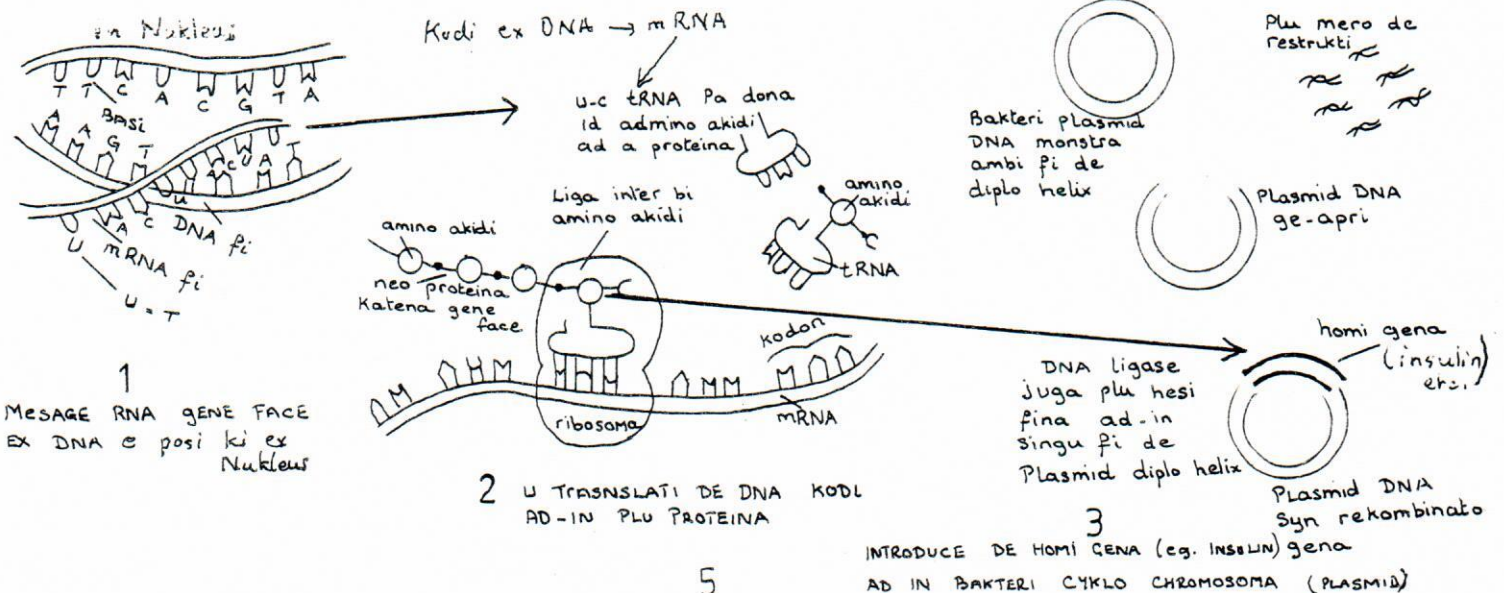 in Nukleus
T T C A C G T A
BASI
A A G T
A C U A T
U
U A C
DNA fi
mRNA fi
U = T
1
MESAGE RNA GENE FACE
EX DNA e posi ki ex
Nukleus
Kodi ex DNA → mRNA
U-C tRNA Pa dona
id admino akidi
ad a proteina
amino
akidi
tRNA
Liga inter bi
amino akidi
amino akidi
neo proteina
Katena gene
face
kodon
ribosoma
mRNA
2 U TRASNSLATI DE DNA KODI
AD-IN PLU PROTEINA
Plu mero de
restrukti
Bakteri plasmid
DNA monstra
ambi fi de
diplo helix
Plasmid DNA
ge-apri
homi gena
(insulin
DNA ligase
juga plu hesi
fina ad-in
singu fi de
Plasmid diplo helix
Plasmid DNA
Syn rekombinato
3
INTRODUCE DE HOMI GENA (eg. INSULIN) gena
AD IN BAKTERI CYKLO CHROMOSOMA (PLASMID)
5